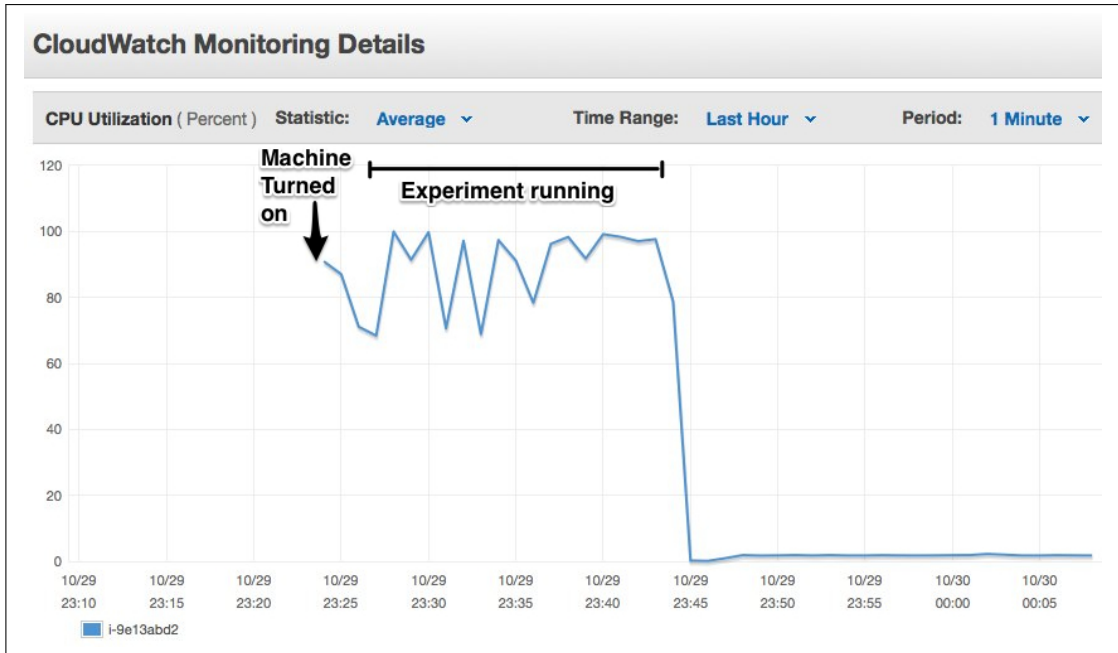 CloudWatch Monitoring Details
CPU Utilization ( Percent ) Statistic: Average Time Range: Last Hour Period: 1 Minute
Machine
Turned
on
Experiment running
120
100
80
60
40
20
0
10/29 10/29 10/29 10/29 10/29 10/29 10/29 10/29 10/29 10/29 10/30 10/30
23:10 23:15 23:20 23:25 23:30 23:35 23:40 23:45 23:50 23:55 00:00 00:05
i-9e13abd2